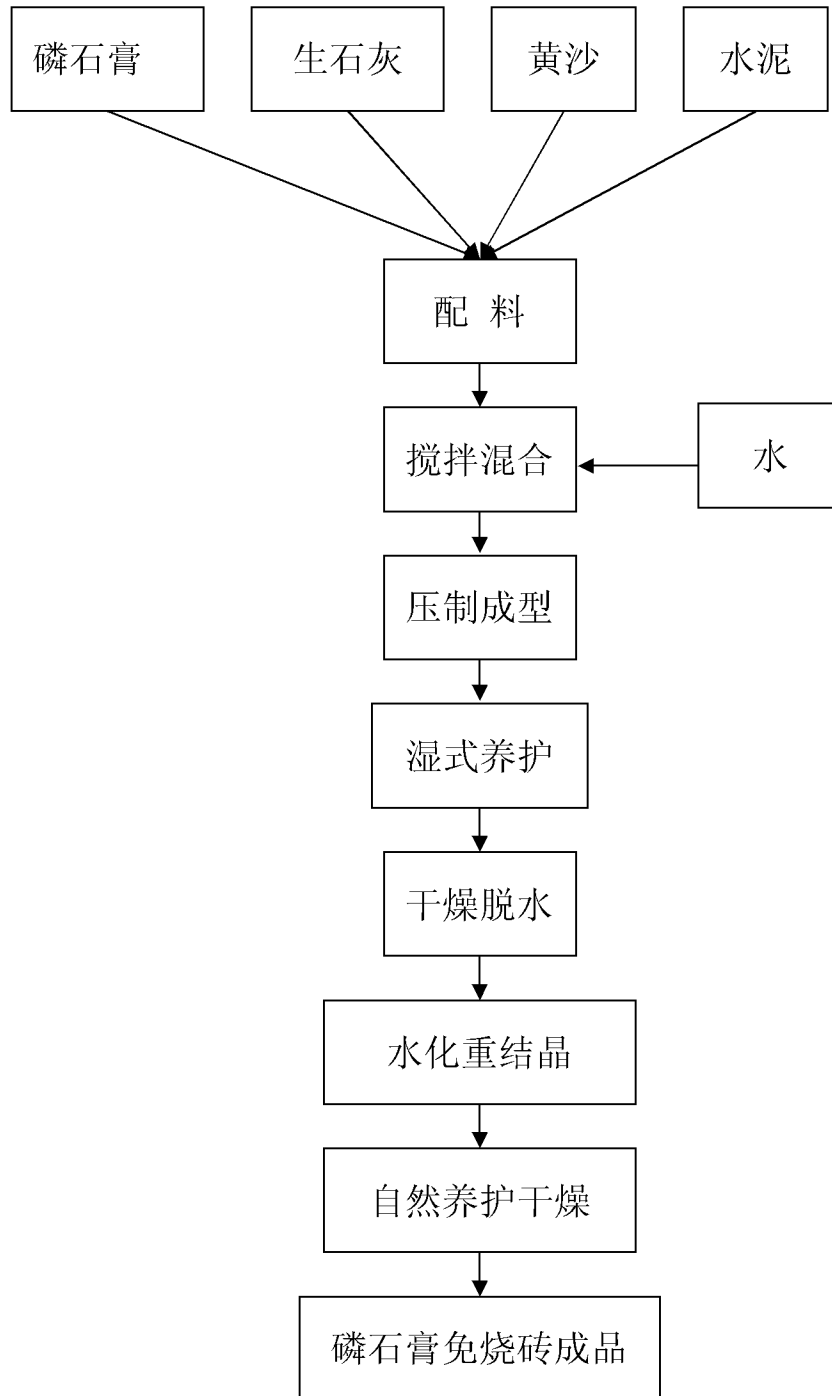 磷石膏
生石灰
黄沙
水泥
配 料
搅拌混合
水
压制成型
湿式养护
干燥脱水
水化重结晶
自然养护干燥
磷石膏免烧砖成品